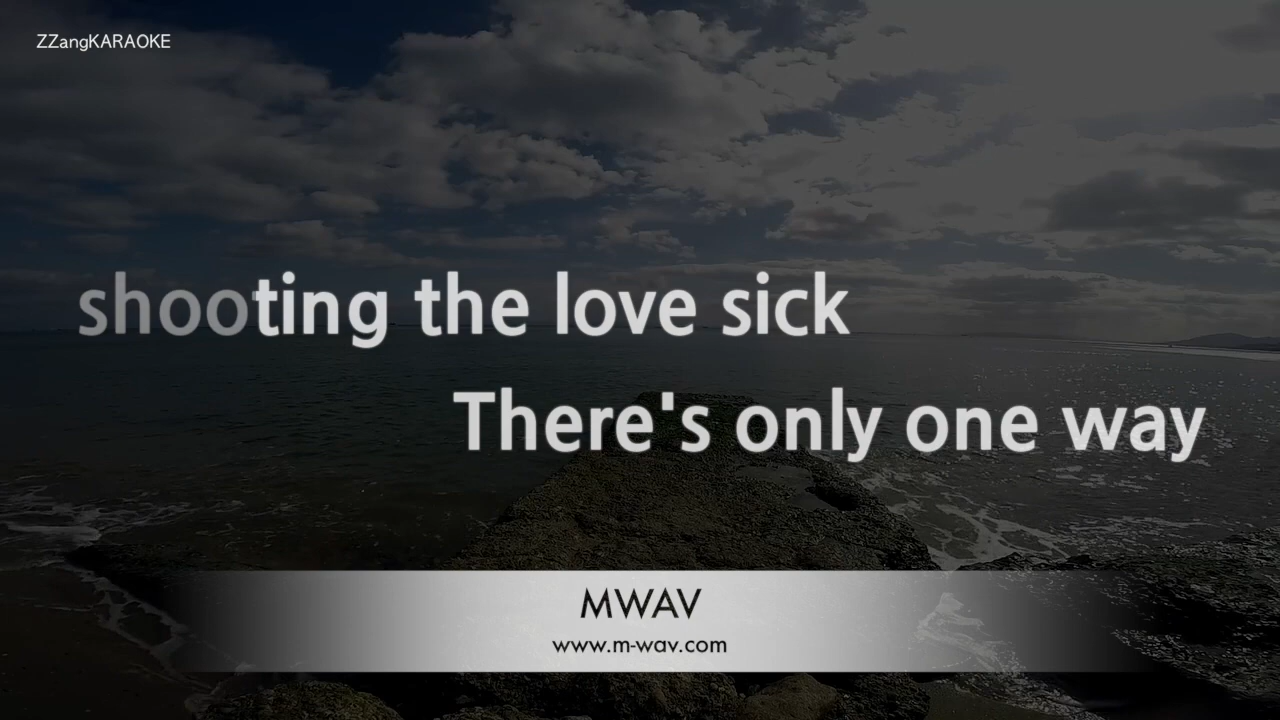 ZZangKARAOKE
shooting the love sick
There's only one way
MWAV
www.m-wav.com